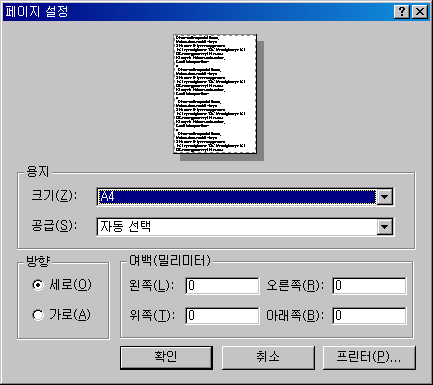 페이지 설정
용지
크기(Z): A4
공급(S): 자동 선택
방향
세로(O)
가로(A)
여백(밀리미터)
왼쪽(L): 0 오른쪽(R): 0
위쪽(T): 0 아래쪽(B): 0
확인 취소 프린터(P)...